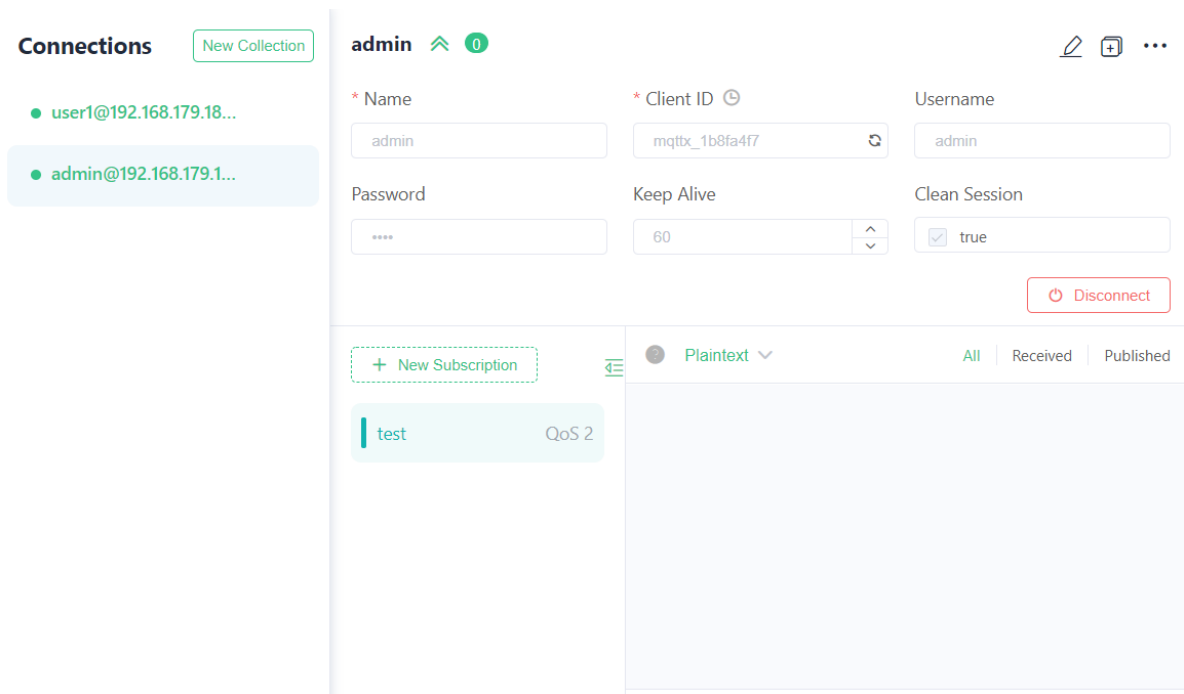 Connections
New Collection
user1@192.168.179.18...
admin@192.168.179.1...
admin 0
* Name
* Client ID
Username
admin
mqttx_1b8fa4f7
admin
Password
Keep Alive
Clean Session
••••
60
true
Disconnect
+ New Subscription
test QoS 2
? Plaintext
All
Received
Published